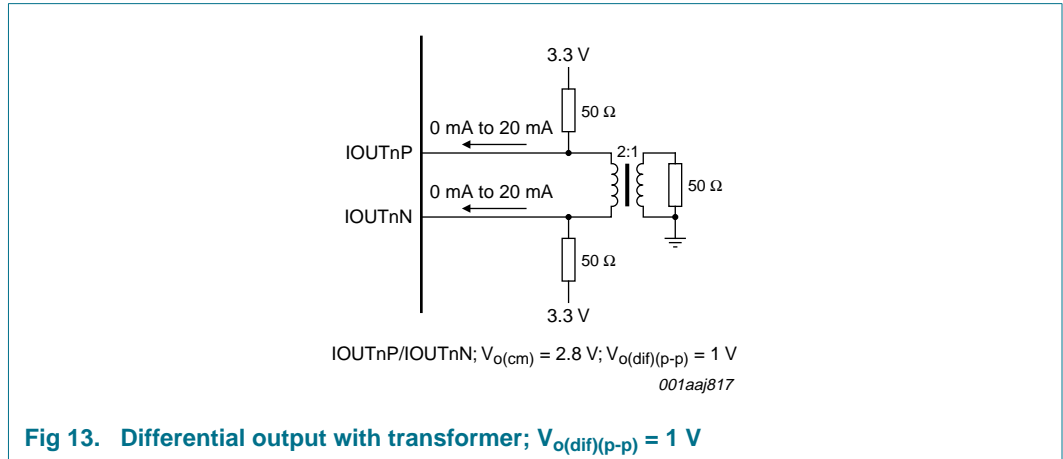 3.3 V
50 Ω
0 mA to 20 mA
IOUTnP
2:1
50 Ω
0 mA to 20 mA
IOUTnN
50 Ω
3.3 V
IOUTnP/IOUTnN; Vo(cm) = 2.8 V; Vo(dif)(p-p) = 1 V
001aaj817
Fig 13. Differential output with transformer; Vo(dif)(p-p) = 1 V